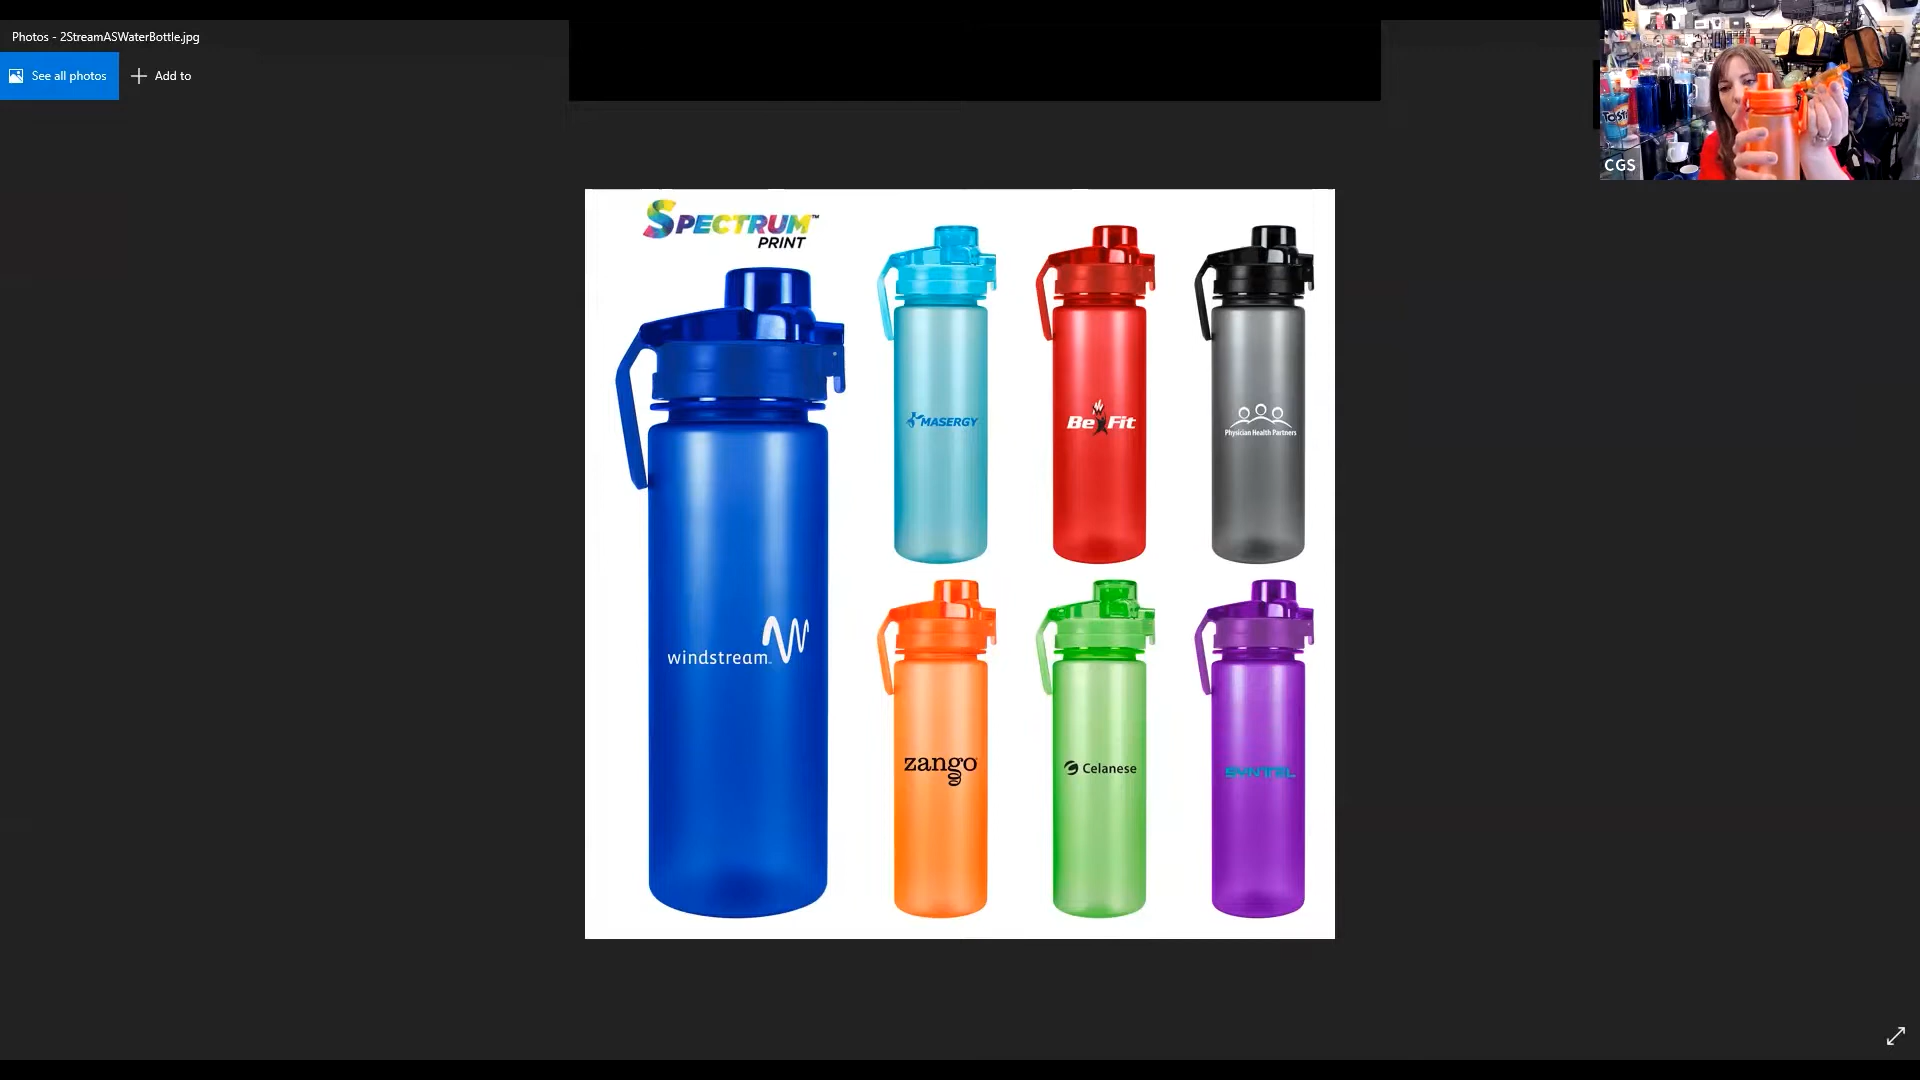 Photos - 2StreamASWaterBottle.jpg
See all photos
Add to
CGS
SPECTRUM™
PRINT
windstream
MASERGY
Be Fit
Physician Health Partners
zango
Celanese
SYNTEL